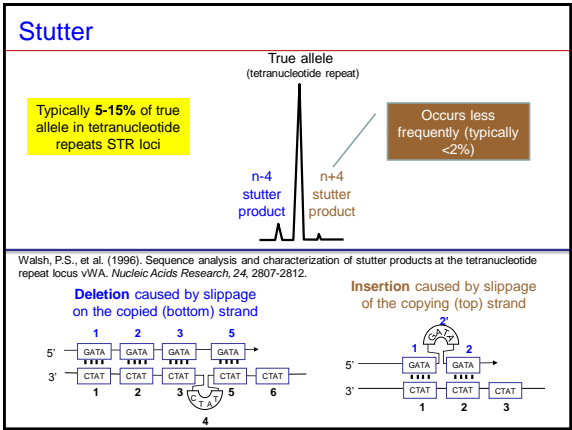 Stutter
True allele
(tetranucleotide repeat)
Typically 5-15% of true
allele in tetranucleotide
repeats STR loci
Occurs less
frequently (typically
<2%)
n-4
stutter
product
n+4
stutter
product
Walsh, P.S., et al. (1996). Sequence analysis and characterization of stutter products at the tetranucleotide
repeat locus vWA. Nucleic Acids Research, 24, 2807-2812.
Deletion caused by slippage
on the copied (bottom) strand
1 2 3 5
5’ GATA GATA GATA GATA
3’ CTAT CTAT CTAT CTAT CTAT
1 2 3 5 6
CTAT
4
Insertion caused by slippage
of the copying (top) strand
2’
GATA
1 2
5’ GATA GATA
3’ CTAT CTAT CTAT
1 2 3